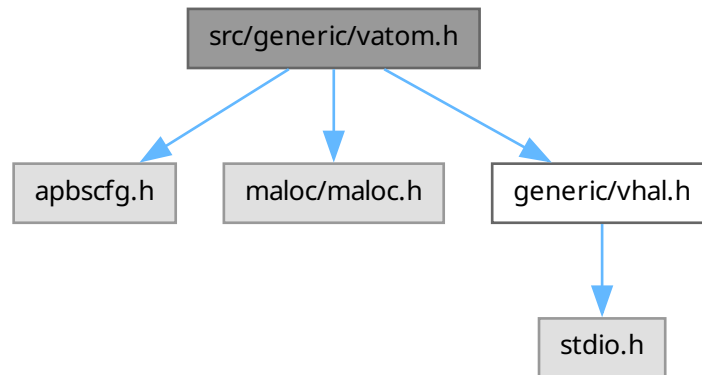 src/generic/vatom.h
apbscfg.h
maloc/maloc.h
generic/vhal.h
stdio.h